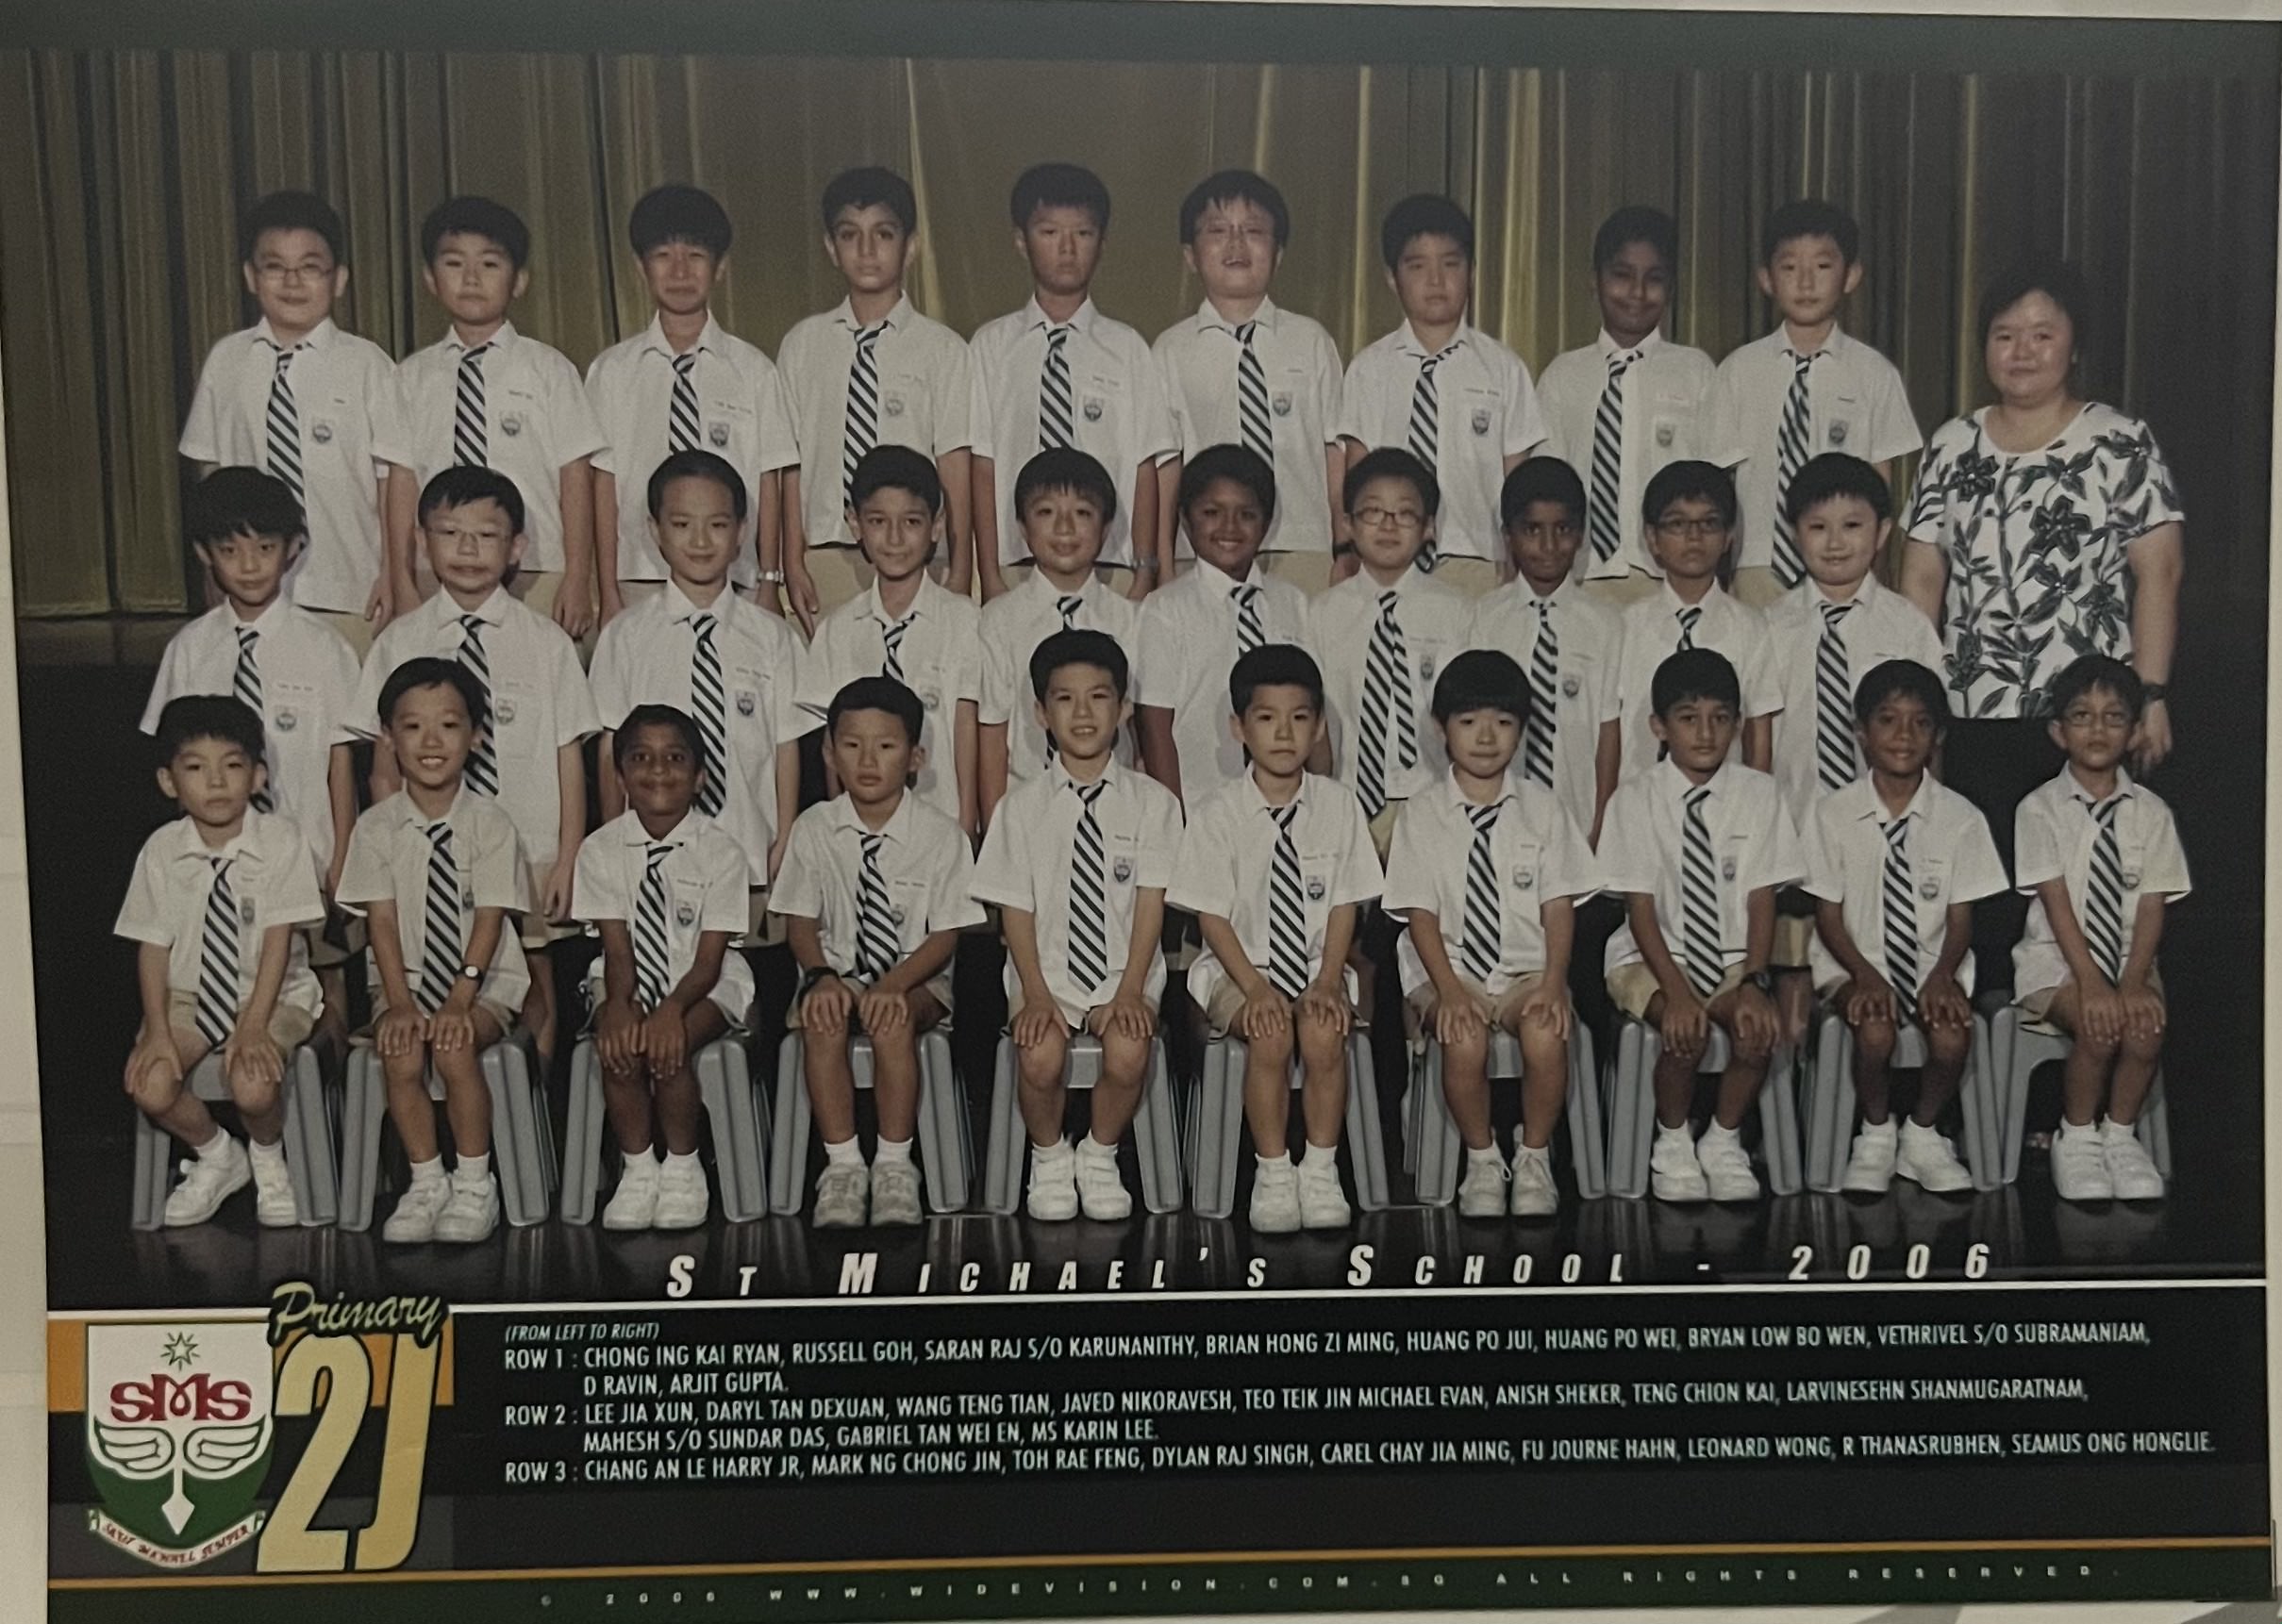 ST MICHAEL'S SCHOOL - 2006
Primary
2J
SMS
(FROM LEFT TO RIGHT)
ROW 1 : CHONG ING KAI RYAN, RUSSELL GOH, SARAN RAJ S/O KARUNANITHY, BRIAN HONG ZI MING, HUANG PO JUI, HUANG PO WEI, BRYAN LOW BO WEN, VETHRIVEL S/O SUBRAMANIAM,
D RAVIN, ARJIT GUPTA.
ROW 2 : LEE JIA XUN, DARYL TAN DEXUAN, WANG TENG TIAN, JAVED NIKORAVESH, TEO TEIK JIN MICHAEL EVAN, ANISH SHEKER, TENG CHION KAI, LARVINESEHN SHANMUGARATNAM,
MAHESH S/O SUNDAR DAS, GABRIEL TAN WEI EN, MS KARIN LEE.
ROW 3 : CHANG AN LE HARRY JR, MARK NG CHONG JIN, TOH RAE FENG, DYLAN RAJ SINGH, CAREL CHAY JIA MING, FU JOURNE HAHN, LEONARD WONG, R THANASRUBHEN, SEAMUS ONG HONGLIE.
© 2006 WWW.WIDEVISION.COM.SG ALL RIGHTS RESERVED.